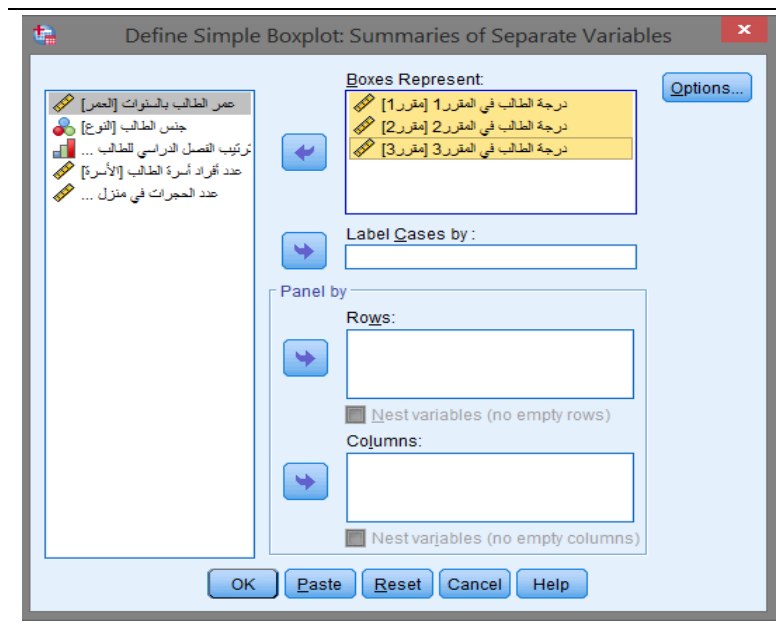 Define Simple Boxplot: Summaries of Separate Variables
x
عمر الطالب بالسنوات [العمر]
جنس الطالب [النوع]
ترتيب الفصل الدراسي للطالب ...
عدد أفراد أسرة الطالب [الأسرة]
عدد الحجرات في منزل ...
Boxes Represent:
درجة الطالب في المقرر1 [مقرر1]
درجة الطالب في المقرر2 [مقرر2]
درجة الطالب في المقرر3 [مقرر3]
Options...
Label Cases by :
Panel by
Rows:
Nest variables (no empty rows)
Columns:
Nest variables (no empty columns)
OK Paste Reset Cancel Help